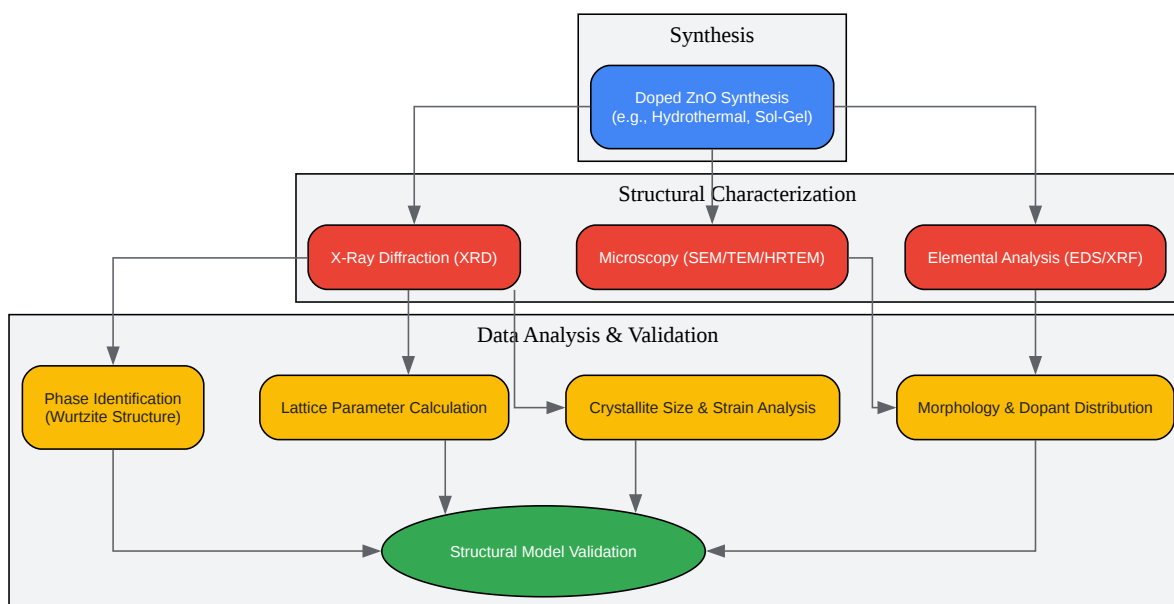 Synthesis
Doped ZnO Synthesis
(e.g., Hydrothermal, Sol-Gel)
Structural Characterization
X-Ray Diffraction (XRD)
Microscopy (SEM/TEM/HRTEM)
Elemental Analysis (EDS/XRF)
Data Analysis & Validation
Phase Identification
(Wurtzite Structure)
Lattice Parameter Calculation
Crystallite Size & Strain Analysis
Morphology & Dopant Distribution
Structural Model Validation